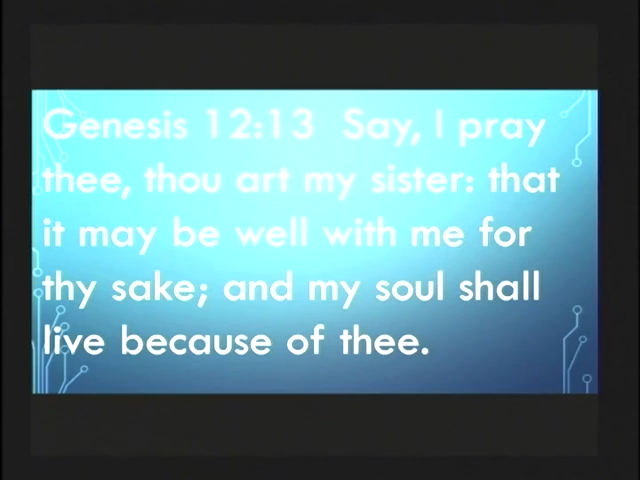 Genesis 12:13  Say, I pray
thee, thou art my sister: that
it may be well with me for
thy sake; and my soul shall
live because of thee.